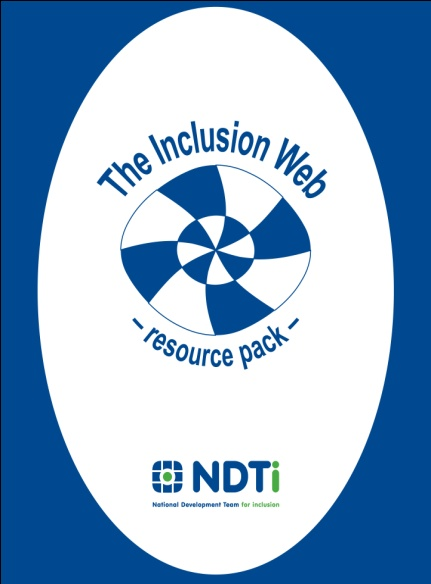 The Inclusion Web
– resource pack –
NDTi
National Development Team for inclusion